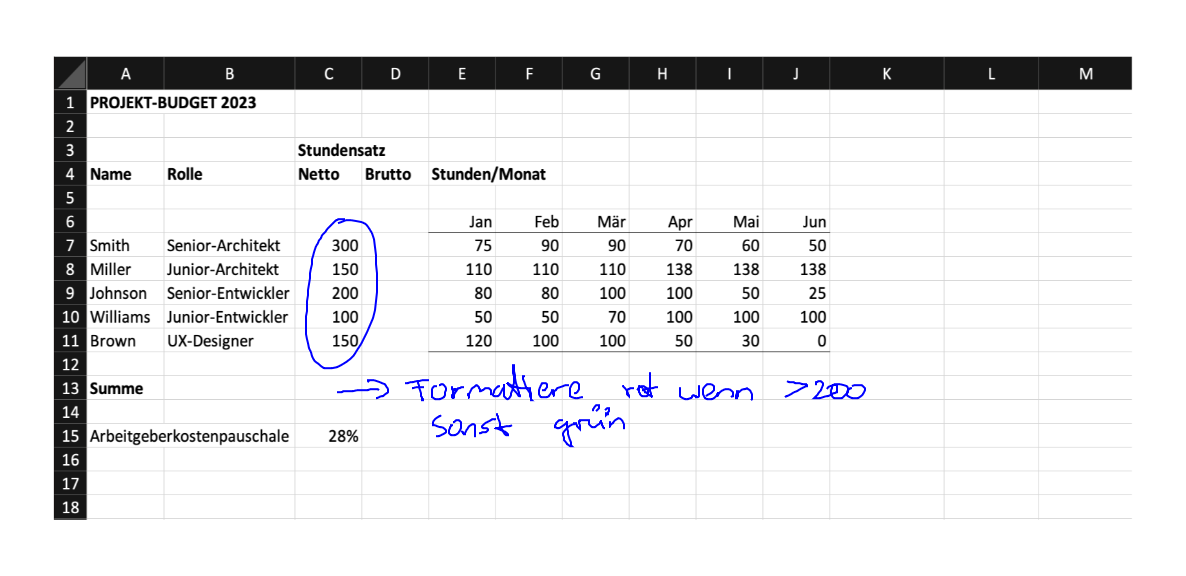 A B C D E F G H I J K L M
1 PROJEKT-BUDGET 2023
2
3 Stundensatz
4 Name Rolle Netto Brutto Stunden/Monat
5
6 Jan Feb Mär Apr Mai Jun
7 Smith Senior-Architekt 300 75 90 90 70 60 50
8 Miller Junior-Architekt 150 110 110 110 138 138 138
9 Johnson Senior-Entwickler 200 80 80 100 100 50 25
10 Williams Junior-Entwickler 100 50 50 70 100 100 100
11 Brown UX-Designer 150 120 100 100 50 30 0
12
13 Summe
→ Formattiere rot wenn >200
14
sonst grün
15 Arbeitgeberkostenpauschale 28%
16
17
18